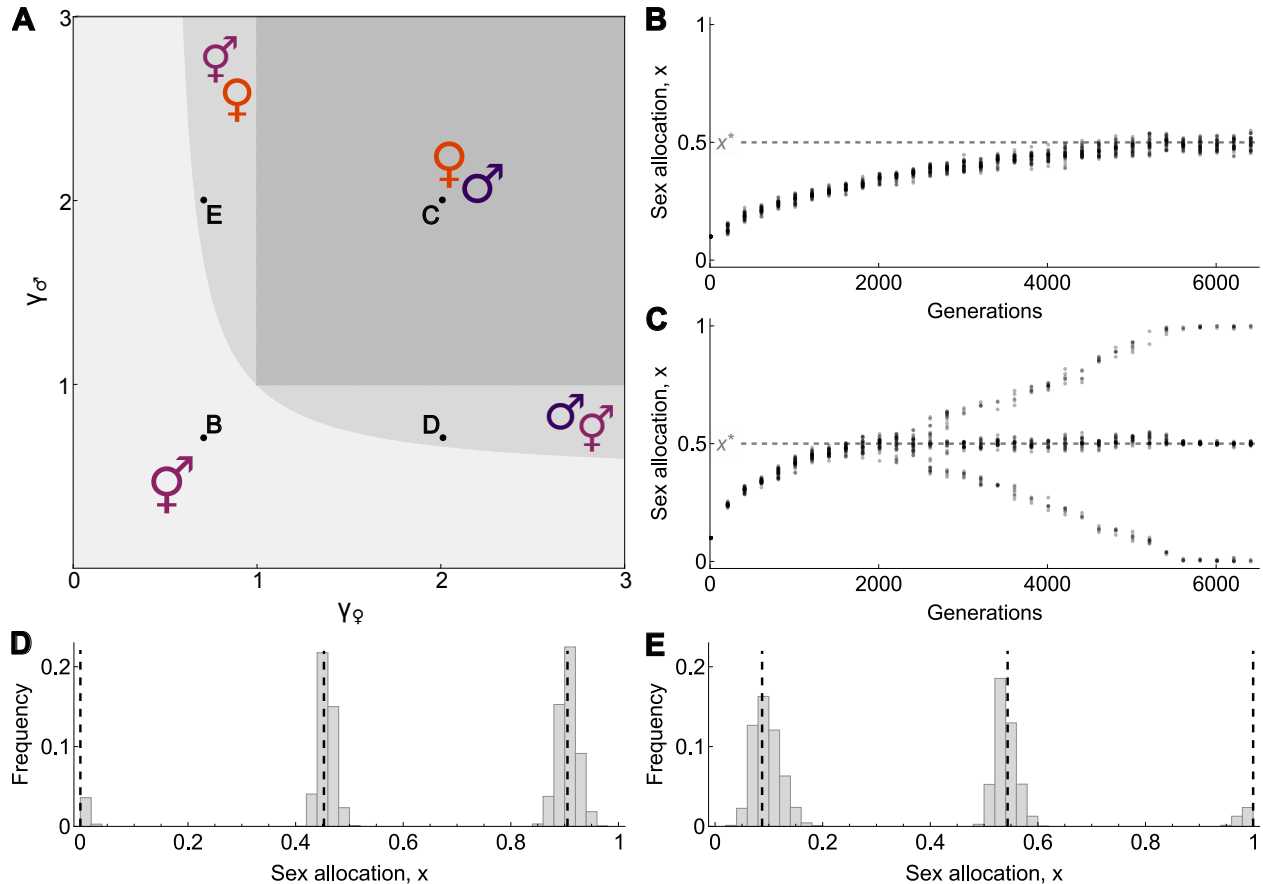 A
3
2
1
0
1
2
3
γ♂
γ♀
⚥
♀
♀ ♂
E
C
B
D
♂ ⚥
⚥
B
1
0.5
0
x*
Sex allocation, x
0
2000
4000
6000
Generations
C
1
0.5
0
x*
Sex allocation, x
0
2000
4000
6000
Generations
D
0.2
0.1
0
Frequency
0
0.2
0.4
0.6
0.8
1
Sex allocation, x
E
0.2
0.1
0
Frequency
0
0.2
0.4
0.6
0.8
1
Sex allocation, x